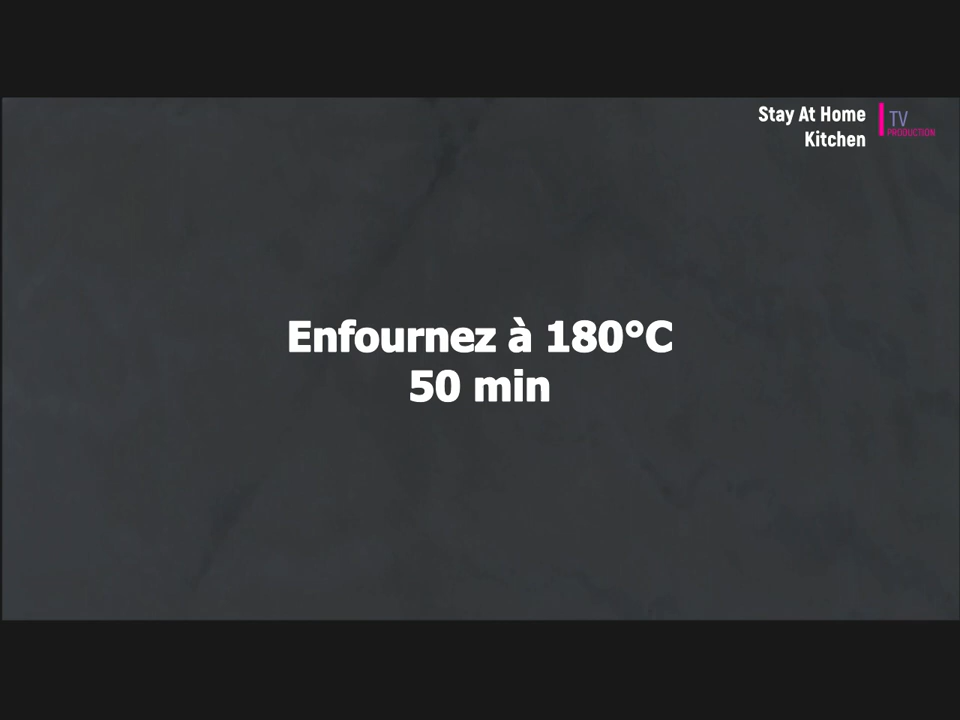 Stay At Home
Kitchen
TV
PRODUCTION
Enfournez à 180°C
50 min